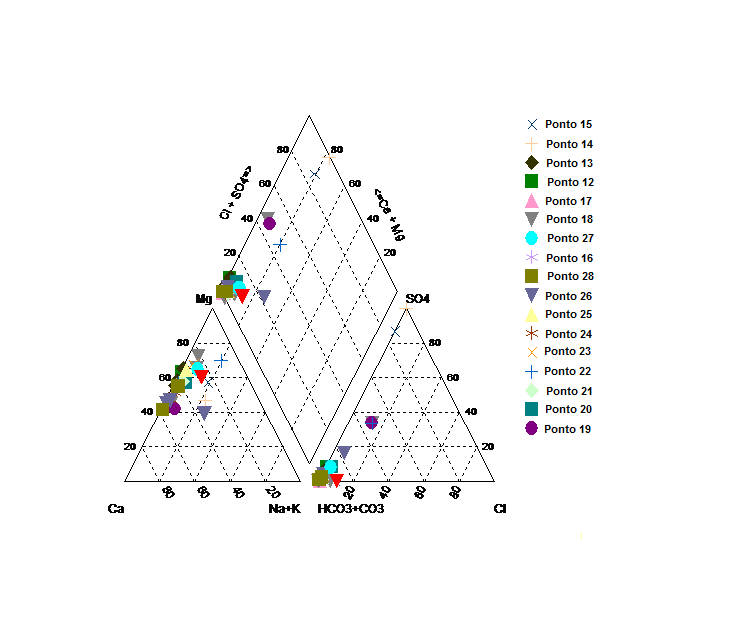 80 80
60 60
40 40
20 20
Cl + SO4=>
<=Ca + Mg
Mg
SO4
80 80
60 60
40 40
20 20
80 60 40 20
20 40 60 80
Ca
Na+K
HCO3+CO3
Cl
Ponto 15
Ponto 14
Ponto 13
Ponto 12
Ponto 17
Ponto 18
Ponto 27
Ponto 16
Ponto 28
Ponto 26
Ponto 25
Ponto 24
Ponto 23
Ponto 22
Ponto 21
Ponto 20
Ponto 19